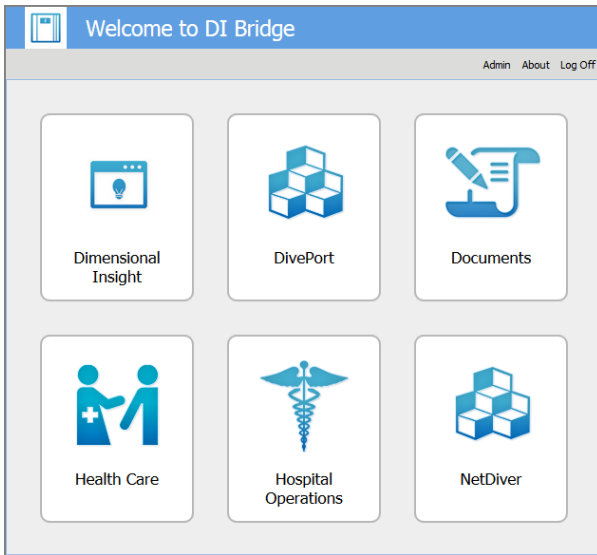 Welcome to DI Bridge
Admin About Log Off
Dimensional
Insight
DivePort
Documents
Health Care
Hospital
Operations
NetDiver